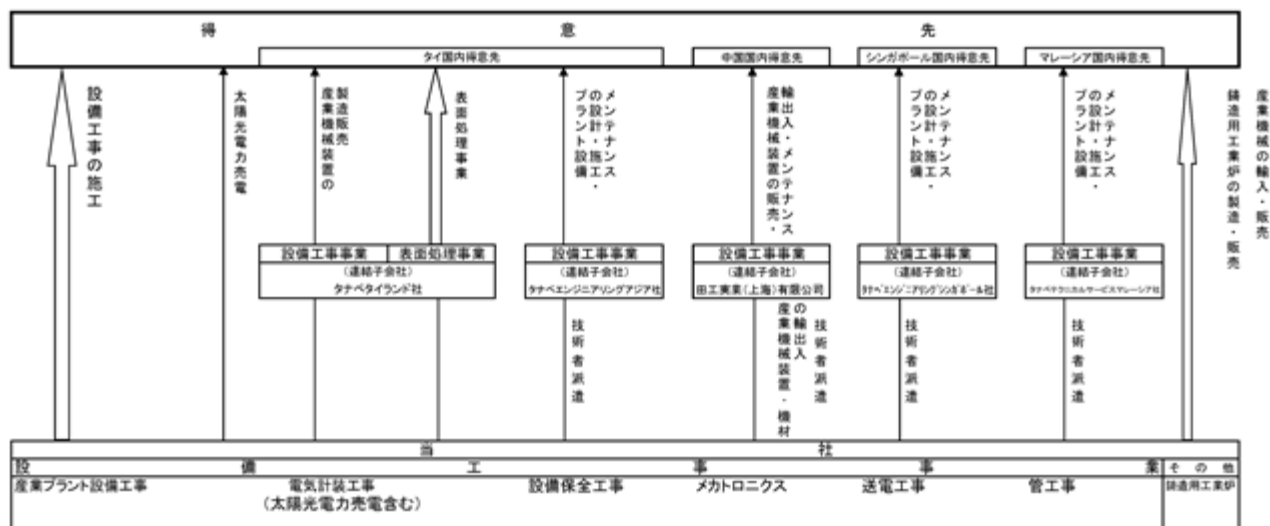 得意先
タイ国内得意先
中国国内得意先
シンガポール国内得意先
マレーシア国内得意先
設備工事の施工
太陽光電力売電
産業機械装置の
製造販売
表面処理事業
プラント設備
の設計・施工・
メンテナンス
産業機械装置の販売・
輸出入・メンテナンス
プラント設備
の設計・施工・
メンテナンス
プラント設備
の設計・施工・
メンテナンス
鋳造用工業炉の製造・販売
産業機械の輸入・販売
設備工事事業
表面処理事業
(連結子会社)
タナベタイランド社
設備工事事業
(連結子会社)
タナベエンジニアリングアジア社
設備工事事業
(連結子会社)
田工実業(上海)有限公司
設備工事事業
(連結子会社)
タナベエンジニアリングシンガポール社
設備工事事業
(連結子会社)
タナベテクニカルサービスマレーシア社
技術者派遣
産業機械装置・機材
の輸出入
技術者派遣
技術者派遣
技術者派遣
当社
設備工事事業
その他
産業プラント設備工事
電気計装工事
(太陽光電力売電含む)
設備保全工事
メカトロニクス
送電工事
管工事
鋳造用工業炉